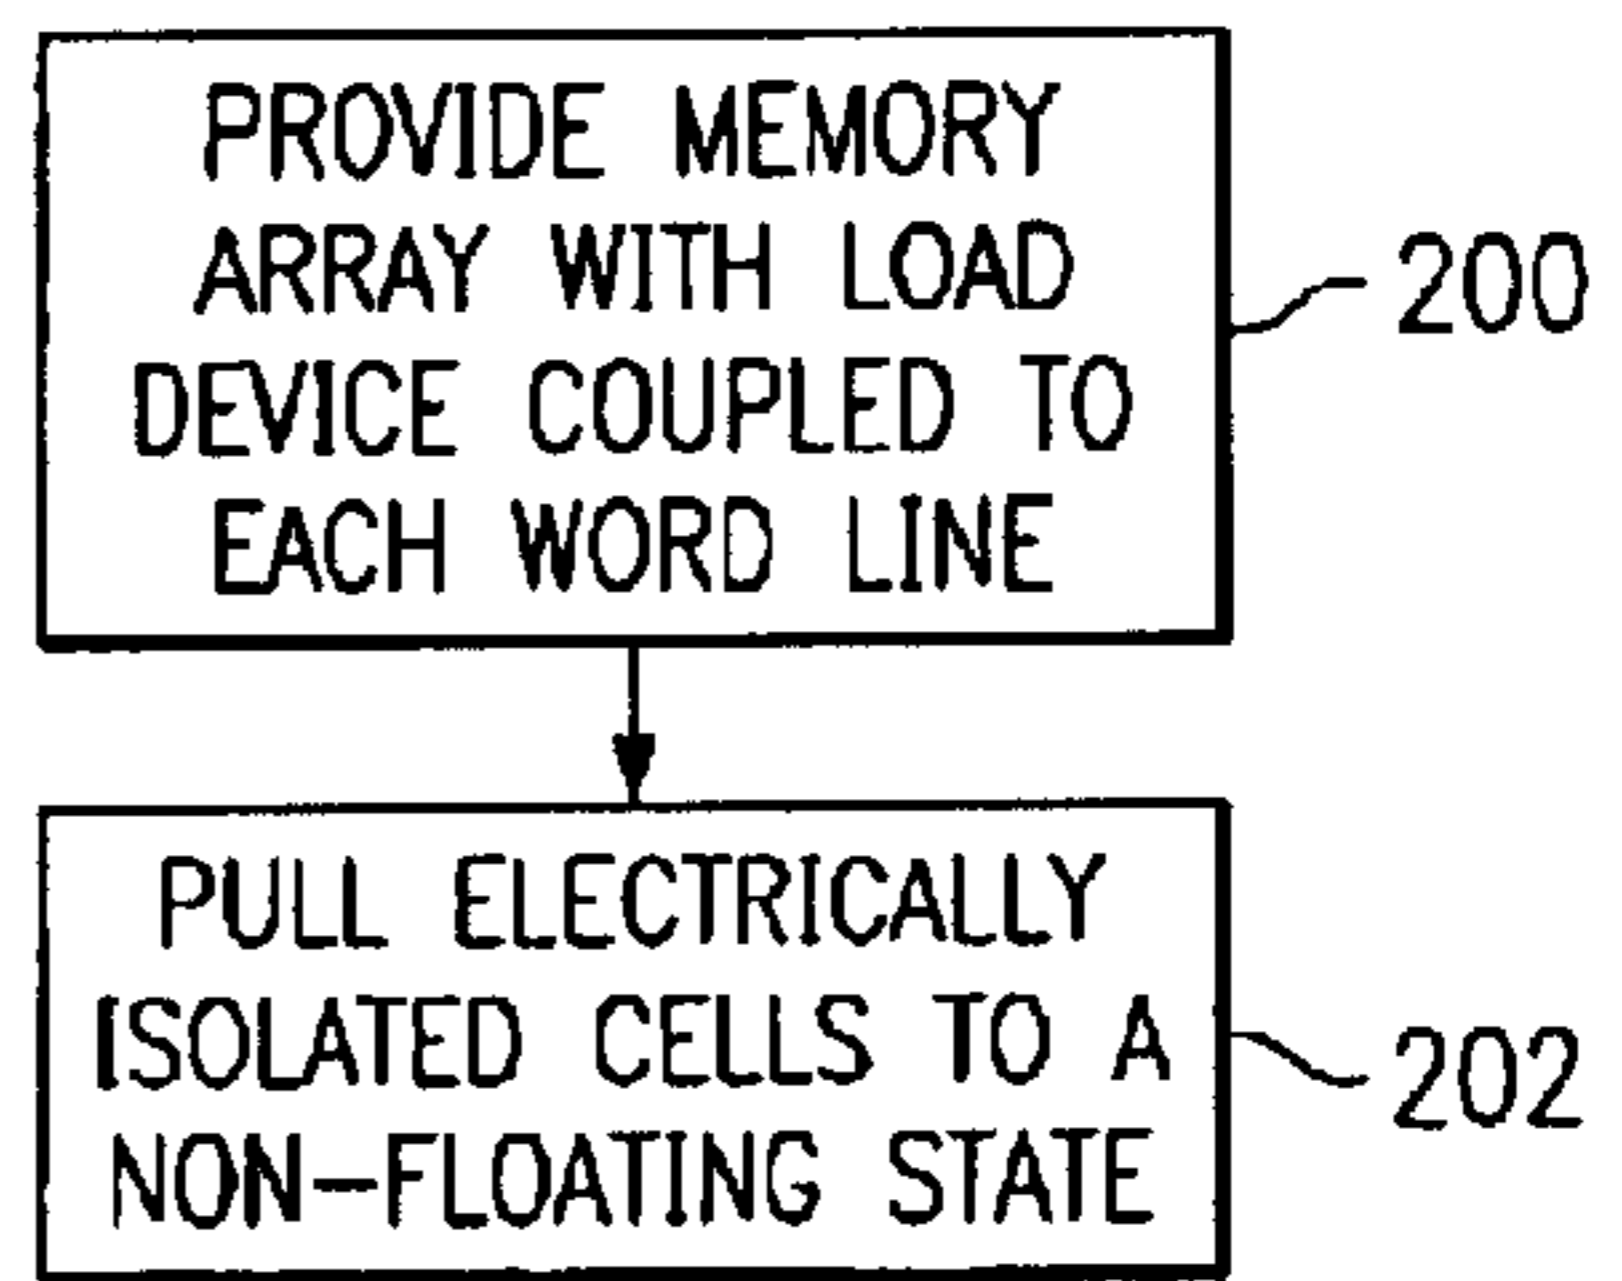 PROVIDE MEMORY
ARRAY WITH LOAD
DEVICE COUPLED TO
EACH WORD LINE
200
PULL ELECTRICALLY
ISOLATED CELLS TO A
NON-FLOATING STATE
202